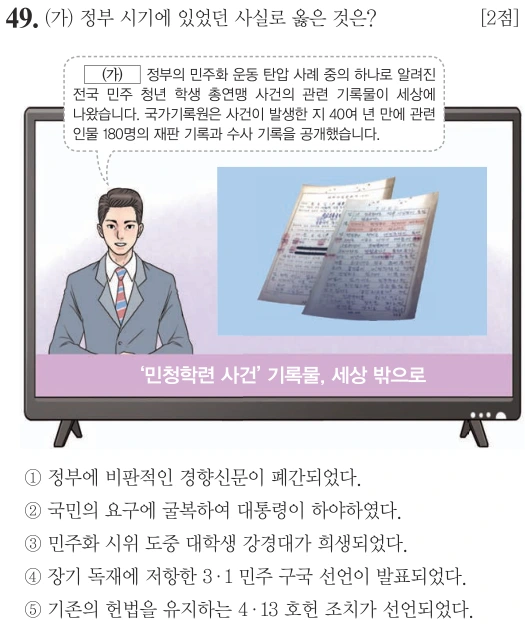 49. (가) 정부 시기에 있었던 사실로 옳은 것은? [2점]
(가) 정부의 민주화 운동 탄압 사례 중의 하나로 알려진
전국 민주 청년 학생 총연맹 사건의 관련 기록물이 세상에
나왔습니다. 국가기록원은 사건이 발생한 지 40여 년 만에 관련
인물 180명의 재판 기록과 수사 기록을 공개했습니다.
'민청학련 사건' 기록물, 세상 밖으로
① 정부에 비판적인 경향신문이 폐간되었다.
② 국민의 요구에 굴복하여 대통령이 하야하였다.
③ 민주화 시위 도중 대학생 강경대가 희생되었다.
④ 장기 독재에 저항한 3·1 민주 구국 선언이 발표되었다.
⑤ 기존의 헌법을 유지하는 4·13 호헌 조치가 선언되었다.